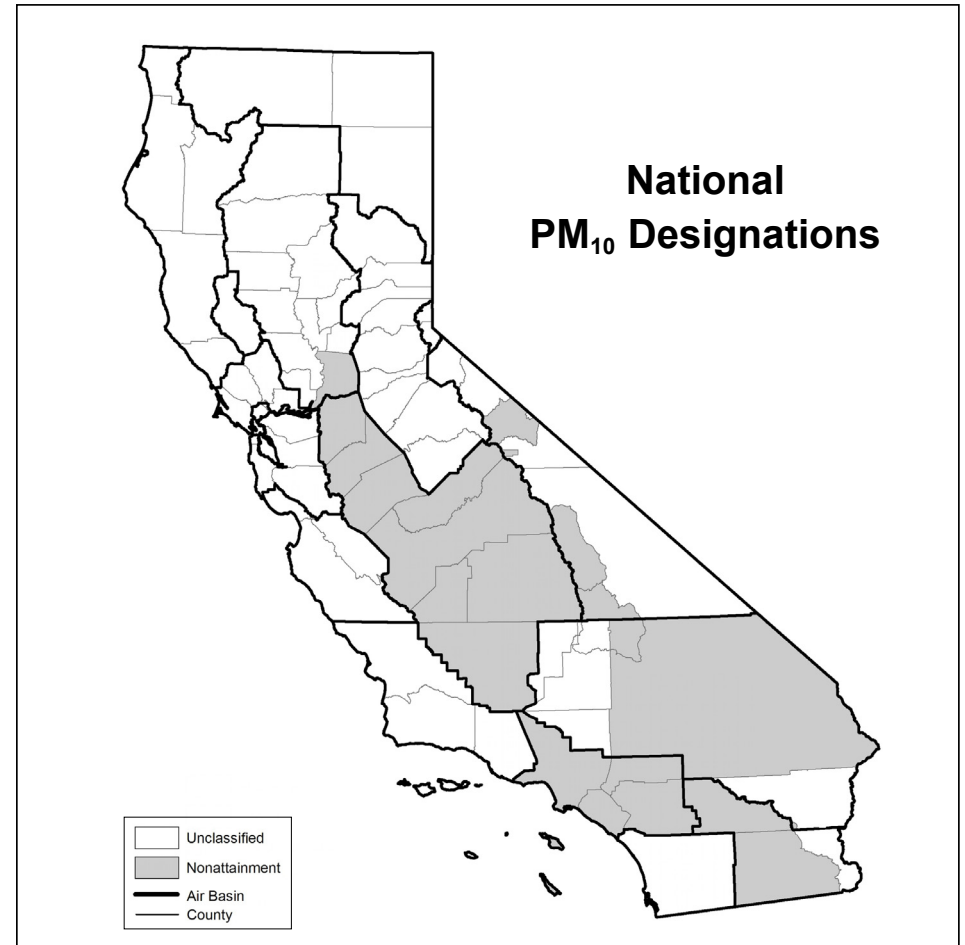 National
PM₁₀ Designations
Unclassified
Nonattainment
Air Basin
County